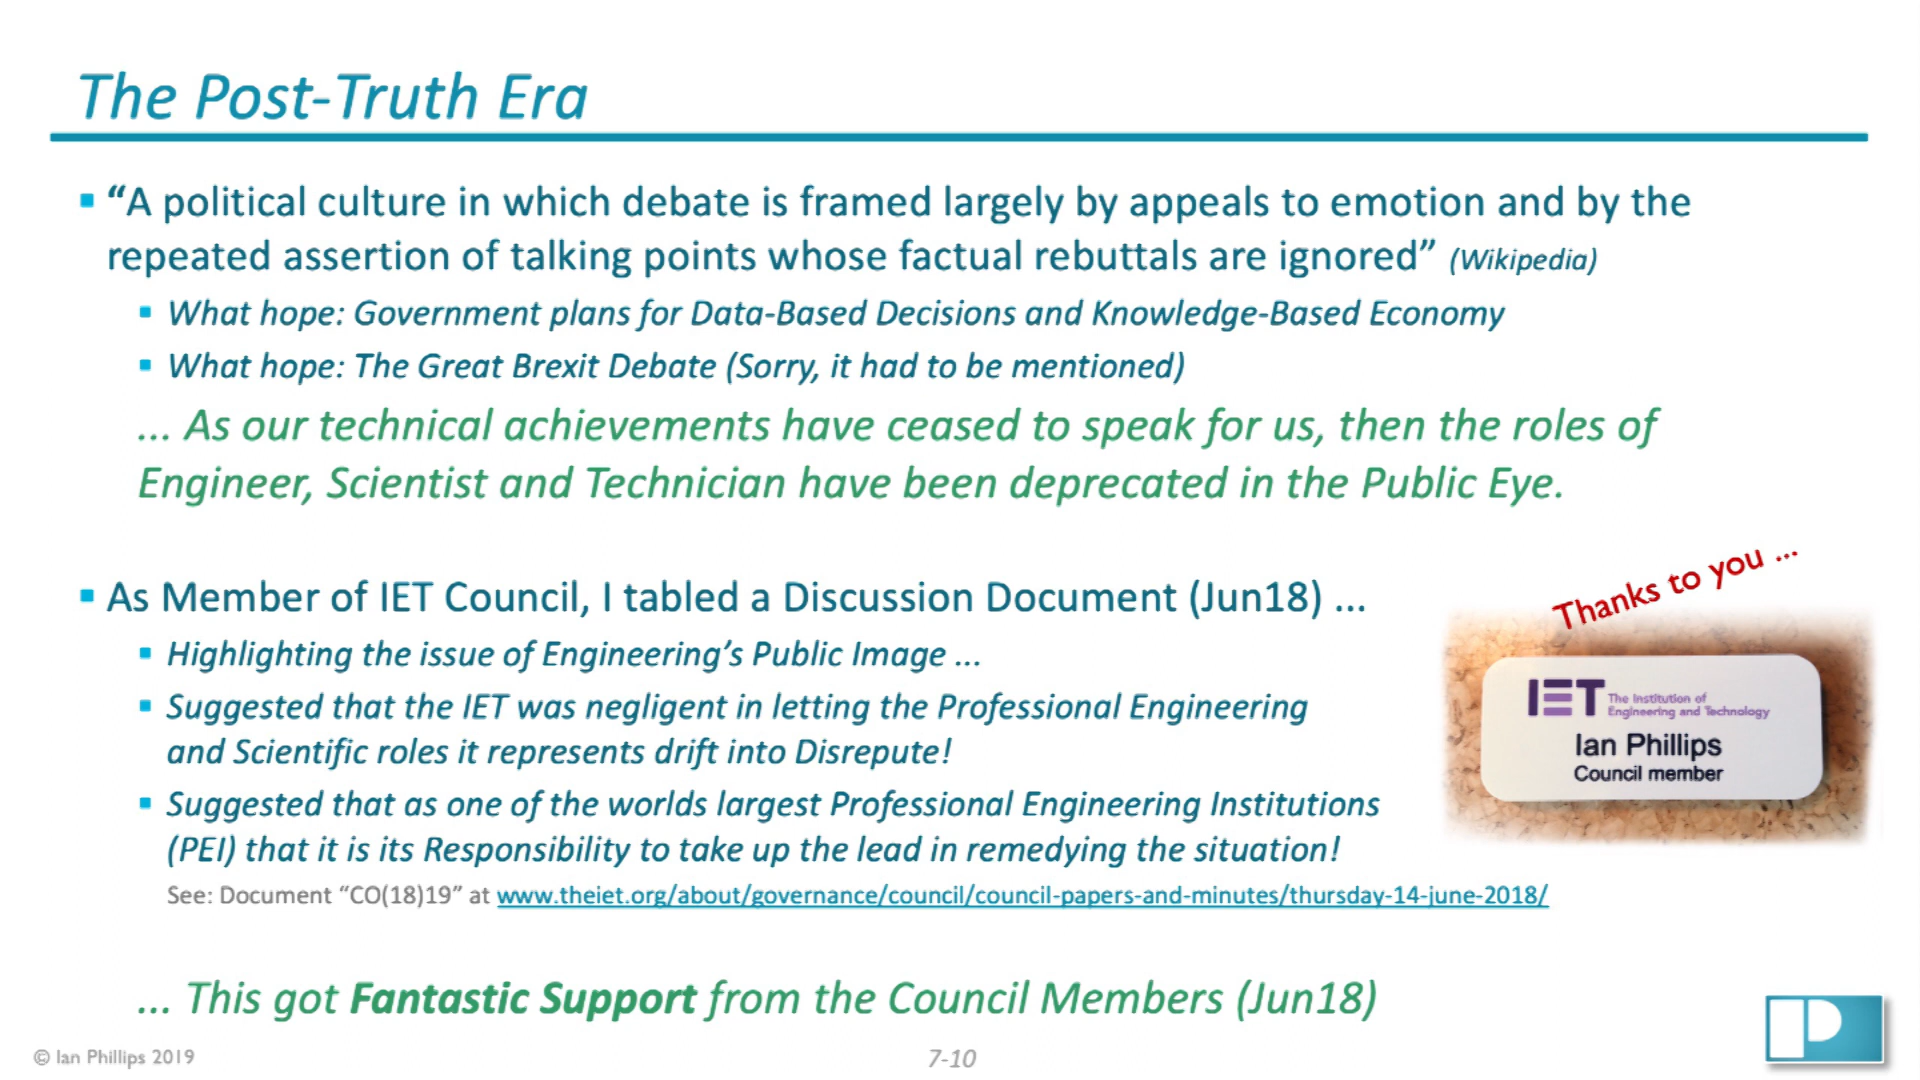 The Post-Truth Era
“A political culture in which debate is framed largely by appeals to emotion and by the
repeated assertion of talking points whose factual rebuttals are ignored” (Wikipedia)
What hope: Government plans for Data-Based Decisions and Knowledge-Based Economy
What hope: The Great Brexit Debate (Sorry, it had to be mentioned)
... As our technical achievements have ceased to speak for us, then the roles of
Engineer, Scientist and Technician have been deprecated in the Public Eye.
As Member of IET Council, I tabled a Discussion Document (Jun18) ...
Highlighting the issue of Engineering’s Public Image ...
Suggested that the IET was negligent in letting the Professional Engineering
and Scientific roles it represents drift into Disrepute!
Suggested that as one of the worlds largest Professional Engineering Institutions
(PEI) that it is its Responsibility to take up the lead in remedying the situation!
See: Document “CO(18)19” at www.theiet.org/about/governance/council/council-papers-and-minutes/thursday-14-june-2018/
Thanks to you ...
IET The Institution of
Engineering and Technology
Ian Phillips
Council member
... This got Fantastic Support from the Council Members (Jun18)
© Ian Phillips 2019
7-10
P